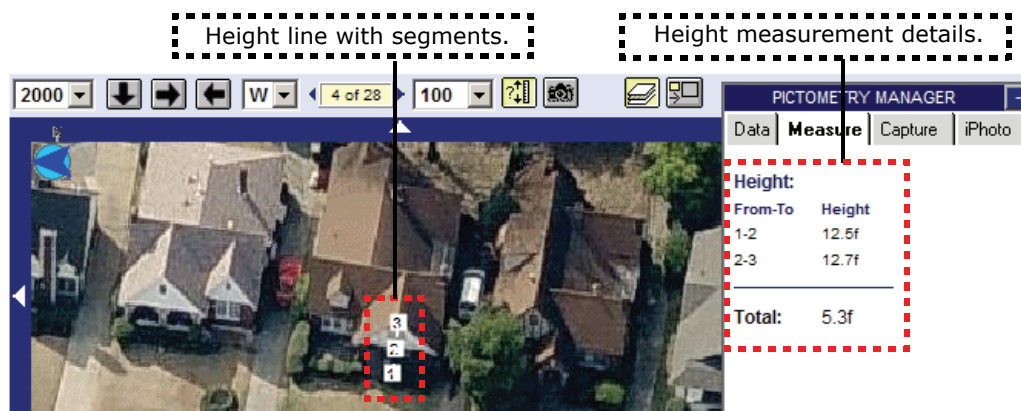 Height line with segments.
Height measurement details.
2000 W 4 of 28 100 ?
PICTOMETRY MANAGER
Data Measure Capture iPhoto
N
Height:
From-To Height
1-2 12.5f
2-3 12.7f
Total: 5.3f
3
2
1